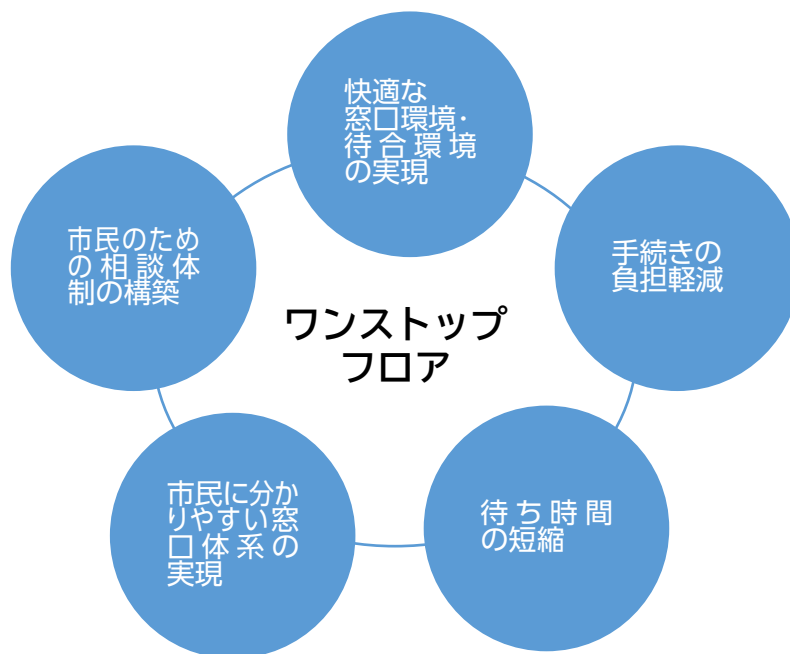 快適な
窓口環境・
待合環境
の実現
手続きの
負担軽減
待ち時間
の短縮
市民に分か
りやすい窓
口体系の
実現
市民のため
の相談体
制の構築
ワンストップ
フロア